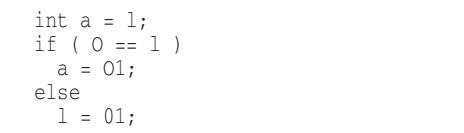 int a = l;
if ( O == l )
a = O1;
else
l = 01;